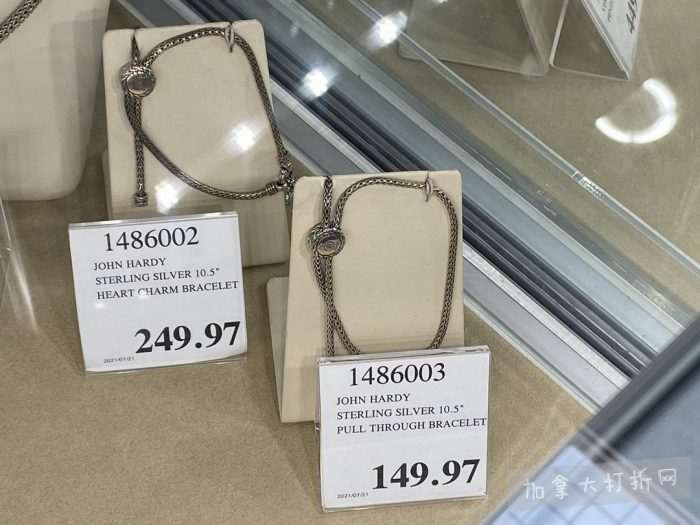 1486002
JOHN HARDY
STERLING SILVER 10.5"
HEART CHARM BRACELET
249.97
2021/07/21
1486003
JOHN HARDY
STERLING SILVER 10.5"
PULL THROUGH BRACELET
149.97
2021/07/21
加拿大打折网